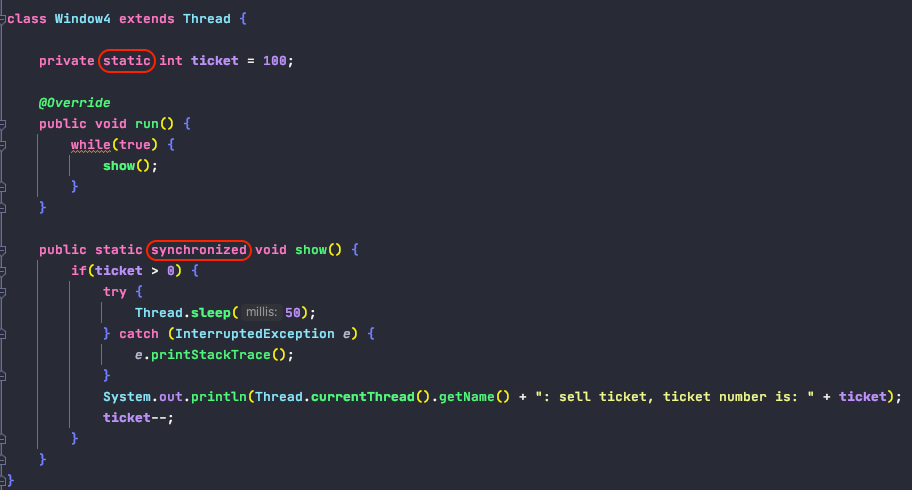 class Window4 extends Thread {
private static int ticket = 100;
@Override
public void run() {
while(true) {
show();
}
}
public static synchronized void show() {
if(ticket > 0) {
try {
Thread.sleep( millis: 50);
} catch (InterruptedException e) {
e.printStackTrace();
}
System.out.println(Thread.currentThread().getName() + ": sell ticket, ticket number is: " + ticket);
ticket--;
}
}
}